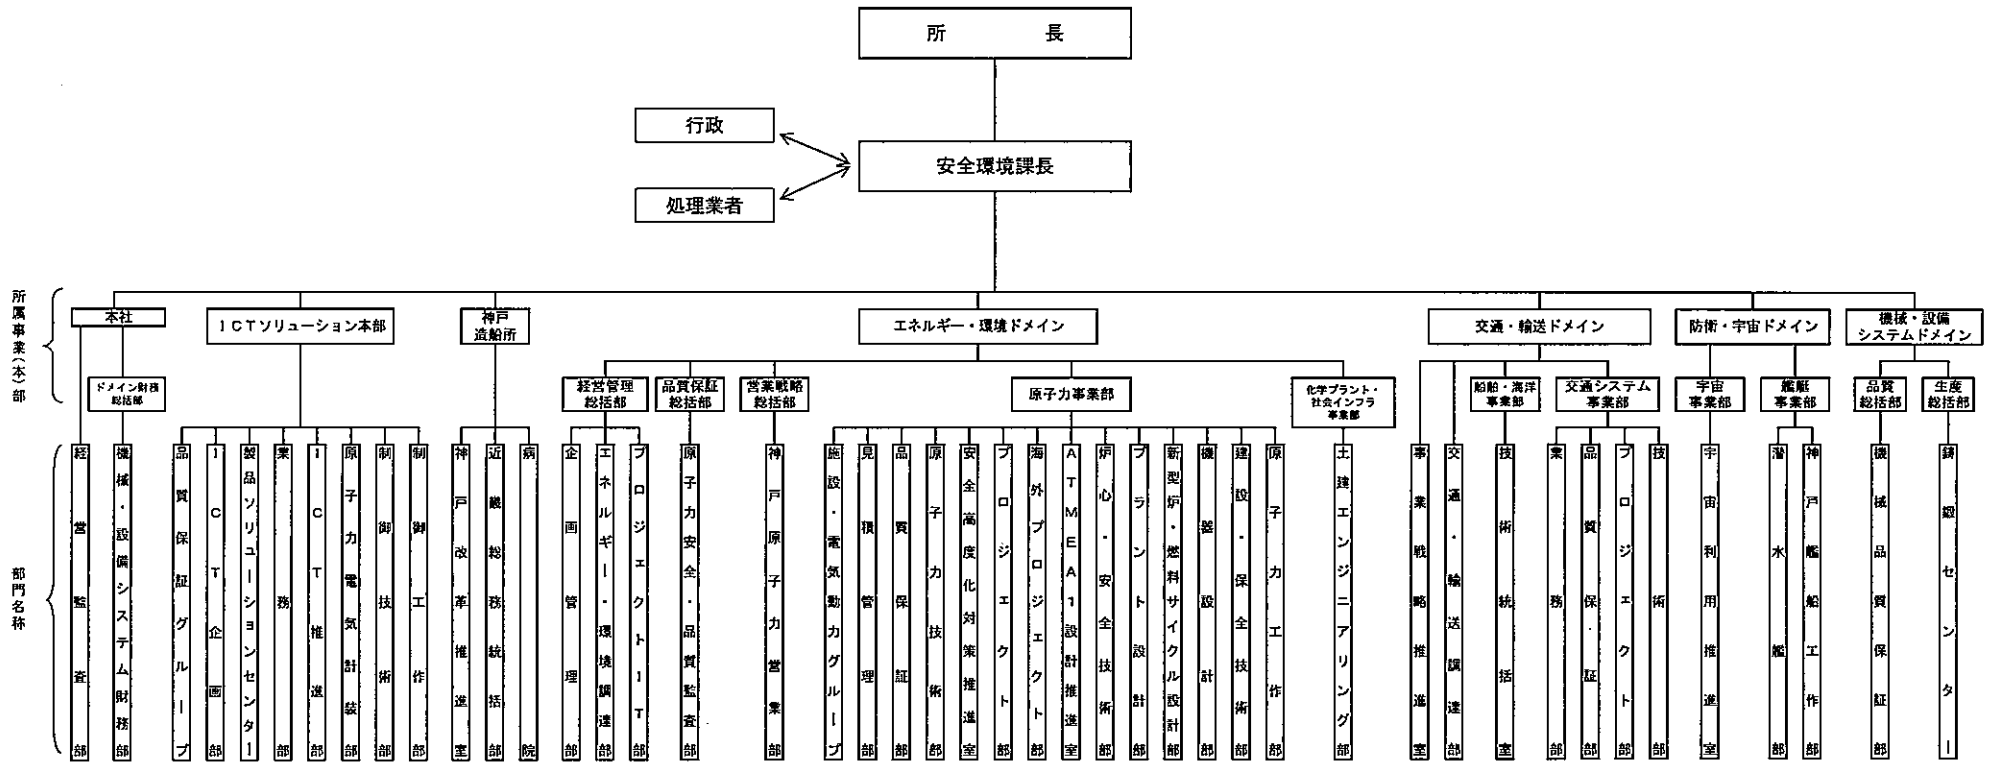 所長
行政
安全環境課長
処理業者
所属事業(本)部
本社
ICTソリューション本部
神戸
造船所
エネルギー・環境ドメイン
交通・輸送ドメイン
防衛・宇宙ドメイン
機械・設備
システムドメイン
ドメイン財務
総括部
経営管理
総括部
品質保証
総括部
営業戦略
総括部
原子力事業部
化学プラント・
社会インフラ
事業部
船舶・海洋
事業部
交通システム
事業部
宇宙
事業部
艦艇
事業部
品質
総括部
生産
総括部
部門名称
経営監査部
機械・設備システム財務部
品質保証グループ
ICT企画部
製品ソリューションセンター
業務部
ICT推進部
原子力電気計装部
制御技術部
制御工作部
神戸改革推進室
近畿総務統括部
病院
企画管理部
エネルギー・環境調達部
プロジェクトIT部
原子力安全・品質監査部
神戸原子力営業部
施設・電気動力グループ
見積管理部
品質保証部
原子力技術部
安全高度化対策推進室
プロジェクト部
海外プロジェクト部
ATMEA1設計推進室
炉心・安全技術部
プラント設計部
新型炉・燃料サイクル設計部
機器設計部
建設・保全技術部
原子力工作部
土建エンジニアリング部
事業戦略推進室
交通・輸送調達部
技術統括室
業務部
品質保証部
プロジェクト部
技術部
宇宙利用推進室
潜水艦部
神戸艦船工作部
機械品質保証部
鋳鍛センター